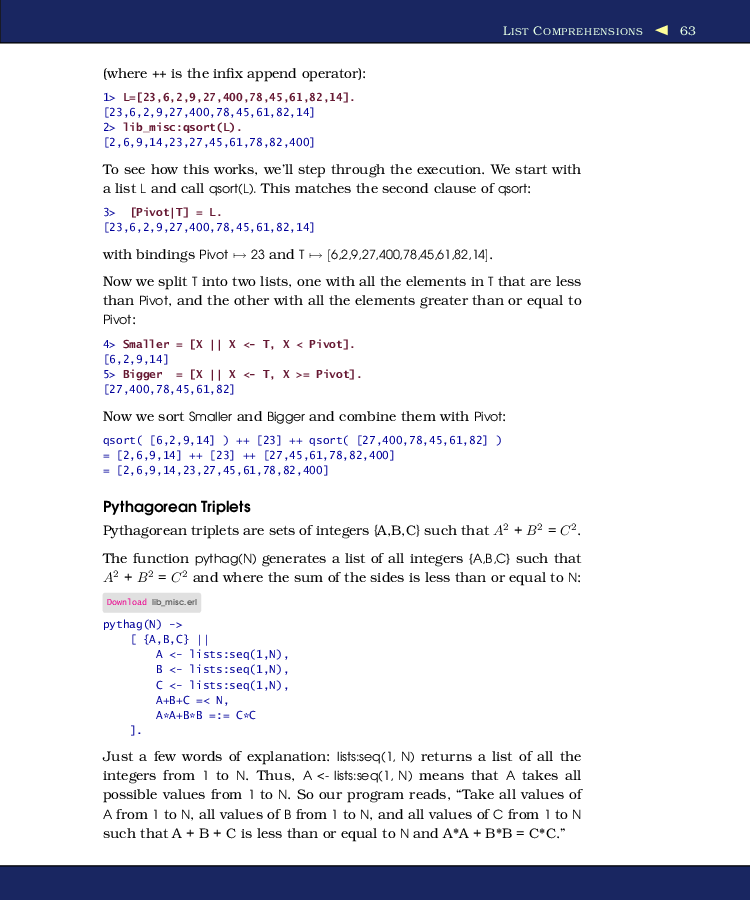 LIST COMPREHENSIONS ◀ 63
(where ++ is the infix append operator):
1> L=[23,6,2,9,27,400,78,45,61,82,14].
[23,6,2,9,27,400,78,45,61,82,14]
2> lib_misc:qsort(L).
[2,6,9,14,23,27,45,61,78,82,400]
To see how this works, we'll step through the execution. We start with
a list L and call qsort(L). This matches the second clause of qsort:
3>  [Pivot|T] = L.
[23,6,2,9,27,400,78,45,61,82,14]
with bindings Pivot ↦ 23 and T ↦ [6,2,9,27,400,78,45,61,82,14].
Now we split T into two lists, one with all the elements in T that are less
than Pivot, and the other with all the elements greater than or equal to
Pivot:
4> Smaller = [X || X <- T, X < Pivot].
[6,2,9,14]
5> Bigger  = [X || X <- T, X >= Pivot].
[27,400,78,45,61,82]
Now we sort Smaller and Bigger and combine them with Pivot:
qsort( [6,2,9,14] ) ++ [23] ++ qsort( [27,400,78,45,61,82] )
= [2,6,9,14] ++ [23] ++ [27,45,61,78,82,400]
= [2,6,9,14,23,27,45,61,78,82,400]
Pythagorean Triplets
Pythagorean triplets are sets of integers {A,B,C} such that A² + B² = C².
The function pythag(N) generates a list of all integers {A,B,C} such that
A² + B² = C² and where the sum of the sides is less than or equal to N:
Download lib_misc.erl
pythag(N) ->
    [ {A,B,C} ||
        A <- lists:seq(1,N),
        B <- lists:seq(1,N),
        C <- lists:seq(1,N),
        A+B+C =< N,
        A*A+B*B =:= C*C
    ].
Just a few words of explanation: lists:seq(1, N) returns a list of all the
integers from 1 to N. Thus, A <- lists:seq(1, N) means that A takes all
possible values from 1 to N. So our program reads, “Take all values of
A from 1 to N, all values of B from 1 to N, and all values of C from 1 to N
such that A + B + C is less than or equal to N and A*A + B*B = C*C.”